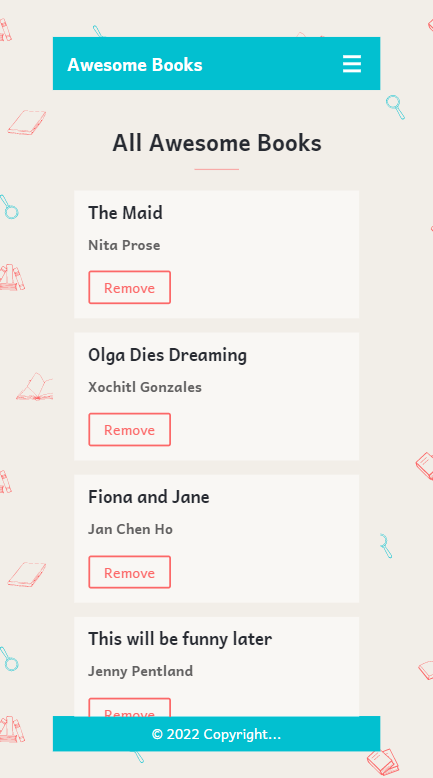 Awesome Books
All Awesome Books
The Maid
Nita Prose
Remove
Olga Dies Dreaming
Xochitl Gonzales
Remove
Fiona and Jane
Jan Chen Ho
Remove
This will be funny later
Jenny Pentland
Remove
© 2022 Copyright...